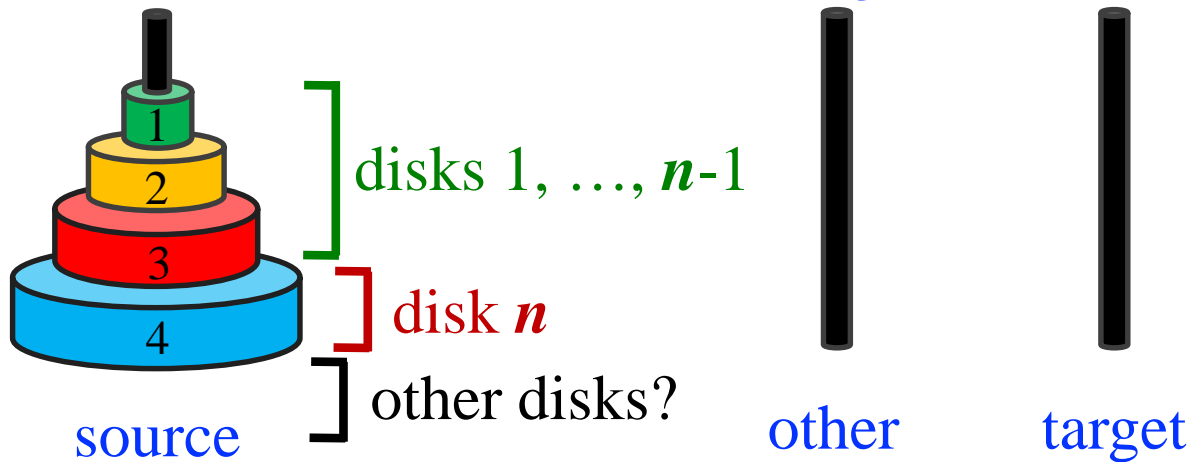 1
2
disks 1, …, n-1
3
disk n
4
other disks?
source
other
target